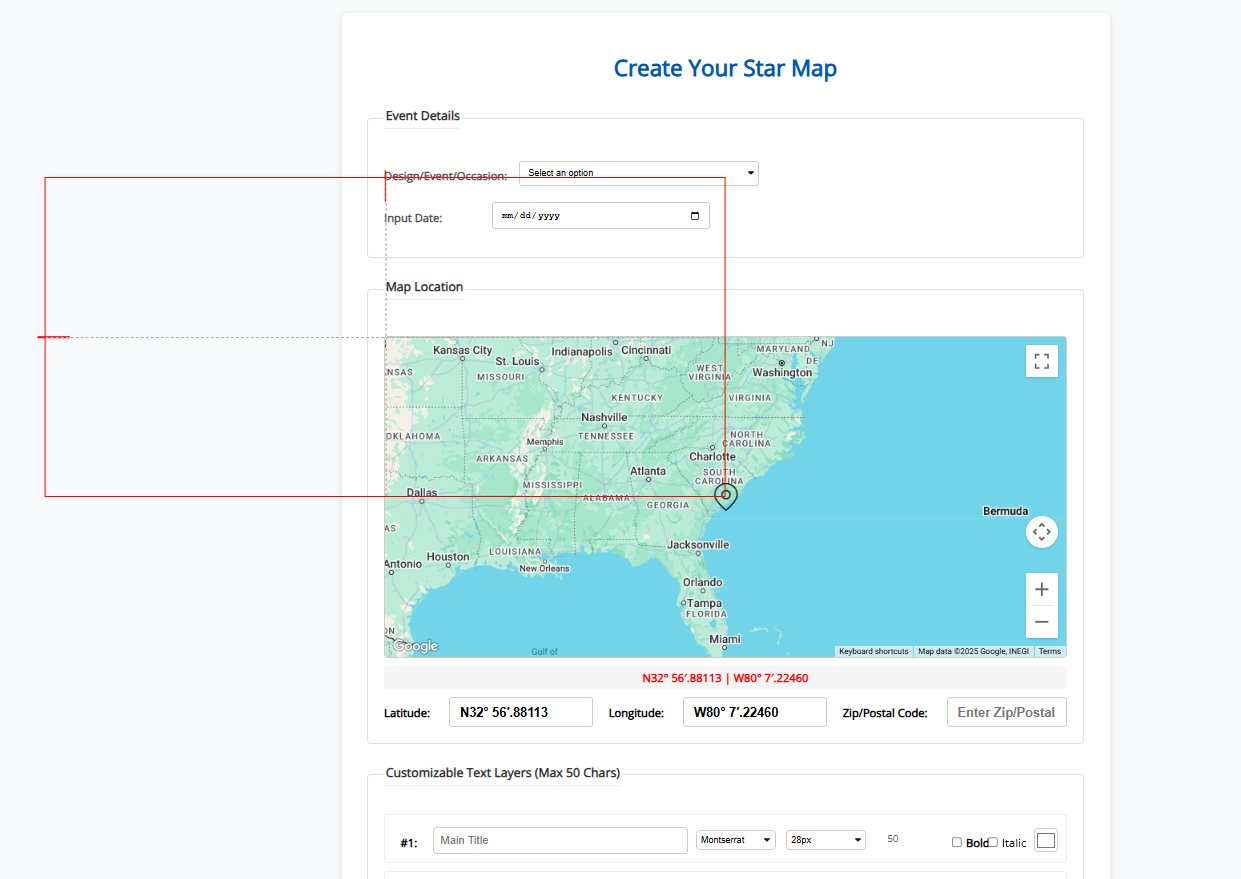 Create Your Star Map
Event Details
Design/Event/Occasion: Select an option
Input Date: mm/dd/yyyy
Map Location
Kansas City
St. Louis
Indianapolis
Cincinnati
MARYLAND
NJ
DE
NSAS
MISSOURI
WEST
VIRGINIA
Washington
KENTUCKY
VIRGINIA
Nashville
OKLAHOMA
Memphis
TENNESSEE
NORTH
CAROLINA
ARKANSAS
Charlotte
Atlanta
SOUTH
CAROLINA
MISSISSIPPI
Dallas
ALABAMA
GEORGIA
Bermuda
AS
Jacksonville
LOUISIANA
Houston
Antonio
New Orleans
Orlando
Tampa
FLORIDA
ON
Miami
Google
Gulf of
Keyboard shortcuts
Map data ©2025 Google, INEGI
Terms
N32° 56′.88113 | W80° 7′.22460
Latitude: N32° 56′.88113 Longitude: W80° 7′.22460 Zip/Postal Code: Enter Zip/Postal
Customizable Text Layers (Max 50 Chars)
#1: Main Title Montserrat 28px 50 Bold Italic